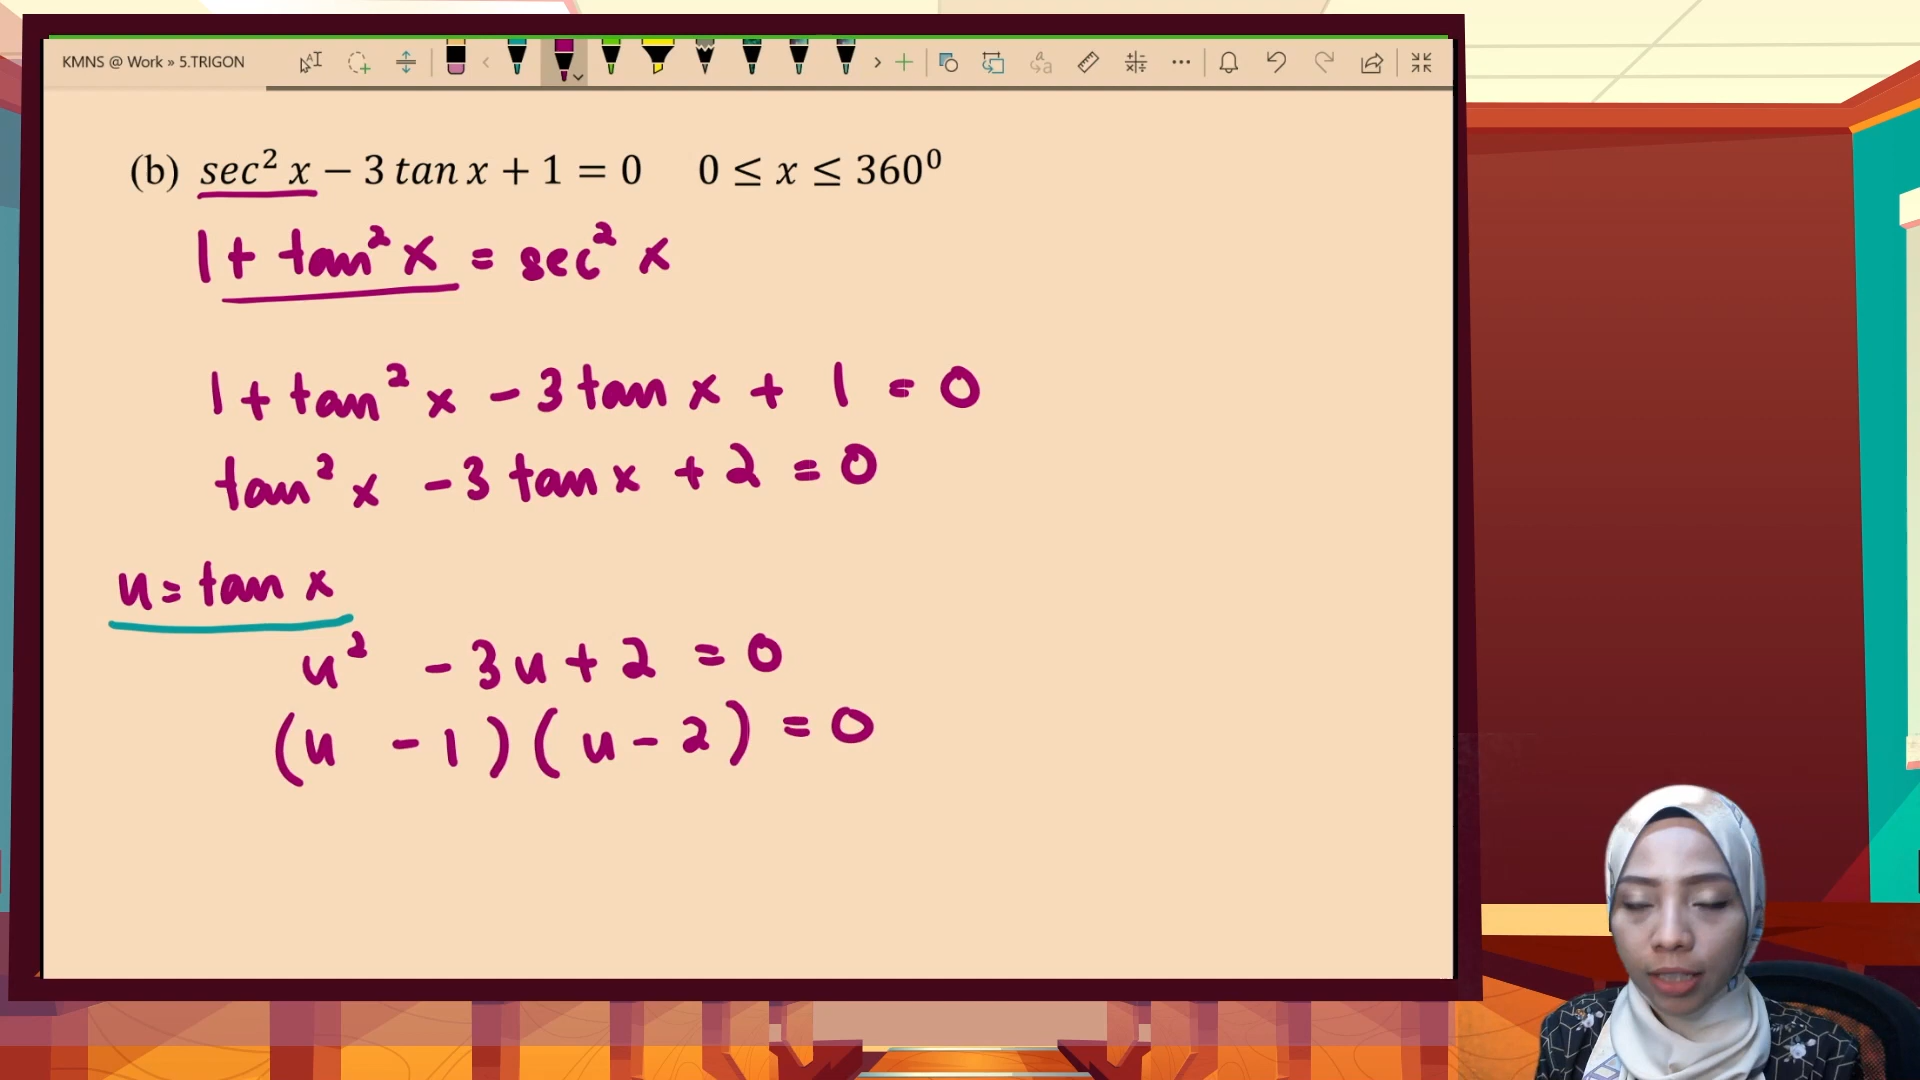 KMNS @ Work » 5.TRIGON
(b) sec² x − 3 tan x + 1 = 0 0 ≤ x ≤ 360⁰
1 + tan² x = sec² x
1 + tan² x − 3 tan x + 1 = 0
tan² x − 3 tan x + 2 = 0
u = tan x
u² − 3u + 2 = 0
(u − 1)(u − 2) = 0